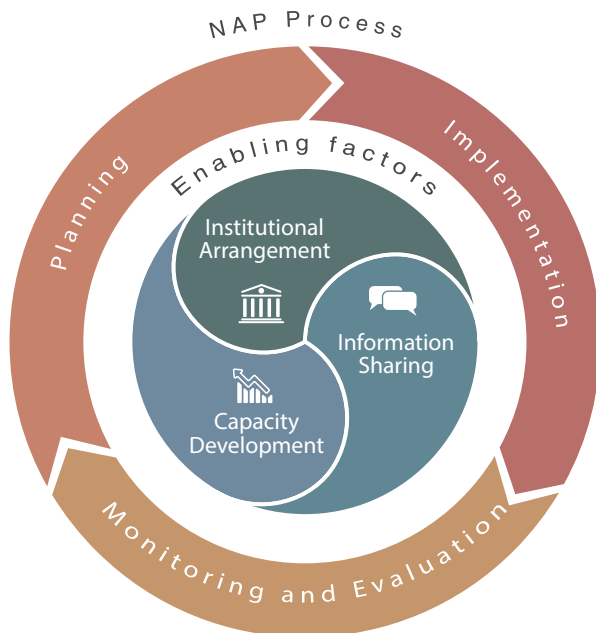 NAP Process
Planning
Implementation
Monitoring and Evaluation
Enabling factors
Institutional
Arrangement
Information
Sharing
Capacity
Development